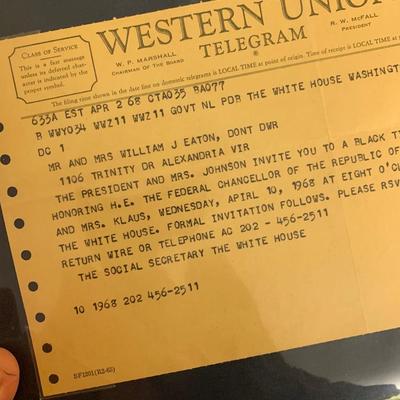 WESTERN UNION
TELEGRAM
CLASS OF SERVICE
This is a fast message
unless its deferred char-
acter is indicated by the
proper symbol.
W. P. MARSHALL
CHAIRMAN OF THE BOARD
R. W. McFALL
PRESIDENT
The filing time shown in the date line on domestic telegrams is LOCAL TIME at point of origin. Time of receipt is LOCAL TIME at point
633A EST APR 2 68 CTA035 BA077
B WWY034 WWZ11 WWZ11 GOVT NL PDB THE WHITE HOUSE WASHINGT
DC 1
MR AND MRS WILLIAM J EATON, DONT DWR
1106 TRINITY DR ALEXANDRIA VIR
THE PRESIDENT AND MRS. JOHNSON INVITE YOU TO A BLACK TI
HONORING H.E. THE FEDERAL CHANCELLOR OF THE REPUBLIC OF
AND MRS. KLAUS, WEDNESDAY, APRIL 10, 1968 AT EIGHT O'CL
THE WHITE HOUSE. FORMAL INVITATION FOLLOWS. PLEASE RSV
RETURN WIRE OR TELEPHONE AC 202 - 456-2511
THE SOCIAL SECRETARY THE WHITE HOUSE
10 1968 202 456-2511
SF1201(R2-65)